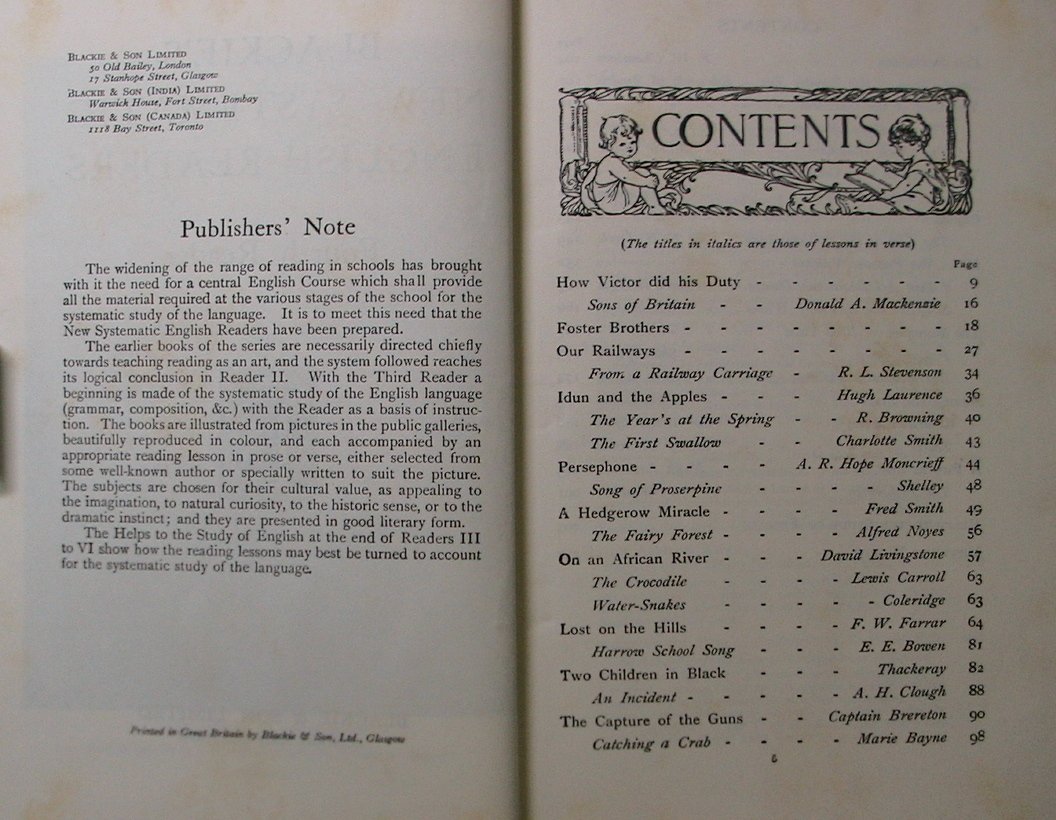 BLACKIE & SON LIMITED
50 Old Bailey, London
17 Stanhope Street, Glasgow
BLACKIE & SON (INDIA) LIMITED
Warwick House, Fort Street, Bombay
BLACKIE & SON (CANADA) LIMITED
1118 Bay Street, Toronto
Publishers' Note
The widening of the range of reading in schools has brought
with it the need for a central English Course which shall provide
all the material required at the various stages of the school for the
systematic study of the language. It is to meet this need that the
New Systematic English Readers have been prepared.
The earlier books of the series are necessarily directed chiefly
towards teaching reading as an art, and the system followed reaches
its logical conclusion in Reader II. With the Third Reader a
beginning is made of the systematic study of the English language
(grammar, composition, &c.) with the Reader as a basis of instruc-
tion. The books are illustrated from pictures in the public galleries,
beautifully reproduced in colour, and each accompanied by an
appropriate reading lesson in prose or verse, either selected from
some well-known author or specially written to suit the picture.
The subjects are chosen for their cultural value, as appealing to
the imagination, to natural curiosity, to the historic sense, or to the
dramatic instinct; and they are presented in good literary form.
The Helps to the Study of English at the end of Readers III
to VI show how the reading lessons may best be turned to account
for the systematic study of the language.
Printed in Great Britain by Blackie & Son, Ltd., Glasgow
CONTENTS
(The titles in italics are those of lessons in verse)
Page
How Victor did his Duty - - - - - - 9
Sons of Britain - - Donald A. Mackenzie 16
Foster Brothers - - - - - - - - 18
Our Railways - - - - - - - - 27
From a Railway Carriage - R. L. Stevenson 34
Idun and the Apples - - - Hugh Laurence 36
The Year's at the Spring - - R. Browning 40
The First Swallow - - Charlotte Smith 43
Persephone - - - - A. R. Hope Moncrieff 44
Song of Proserpine - - - - Shelley 48
A Hedgerow Miracle - - - - Fred Smith 49
The Fairy Forest - - - - Alfred Noyes 56
On an African River - - - David Livingstone 57
The Crocodile - - - - Lewis Carroll 63
Water-Snakes - - - - - Coleridge 63
Lost on the Hills - - - - F. W. Farrar 64
Harrow School Song - - - E. E. Bowen 81
Two Children in Black - - - Thackeray 82
An Incident - - - - - A. H. Clough 88
The Capture of the Guns - - Captain Brereton 90
Catching a Crab - - - - Marie Bayne 98
6